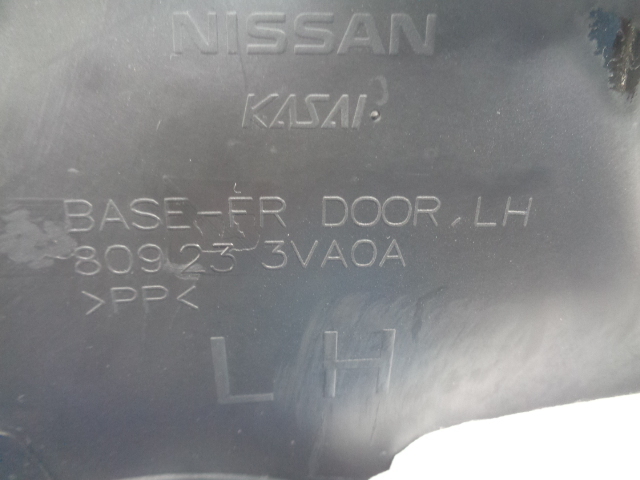 NISSAN
KASAI
BASE-FR DOOR, LH
80923 3VA0A
>PP<
LH